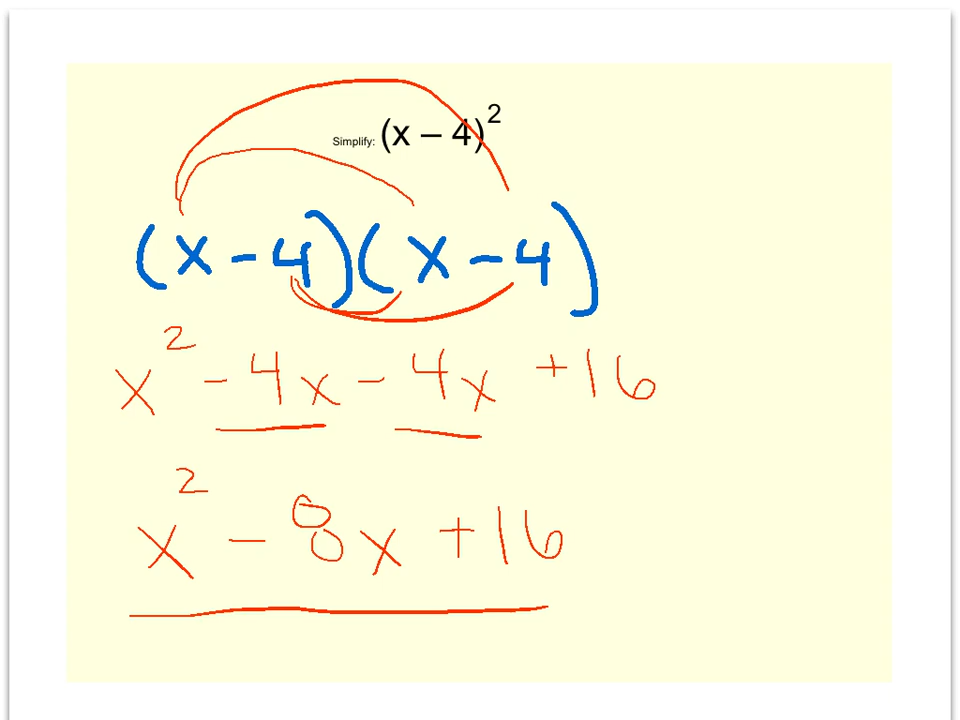 Simplify: (x – 4)²
(x - 4)(x - 4)
x² - 4x - 4x + 16
x² - 8x + 16